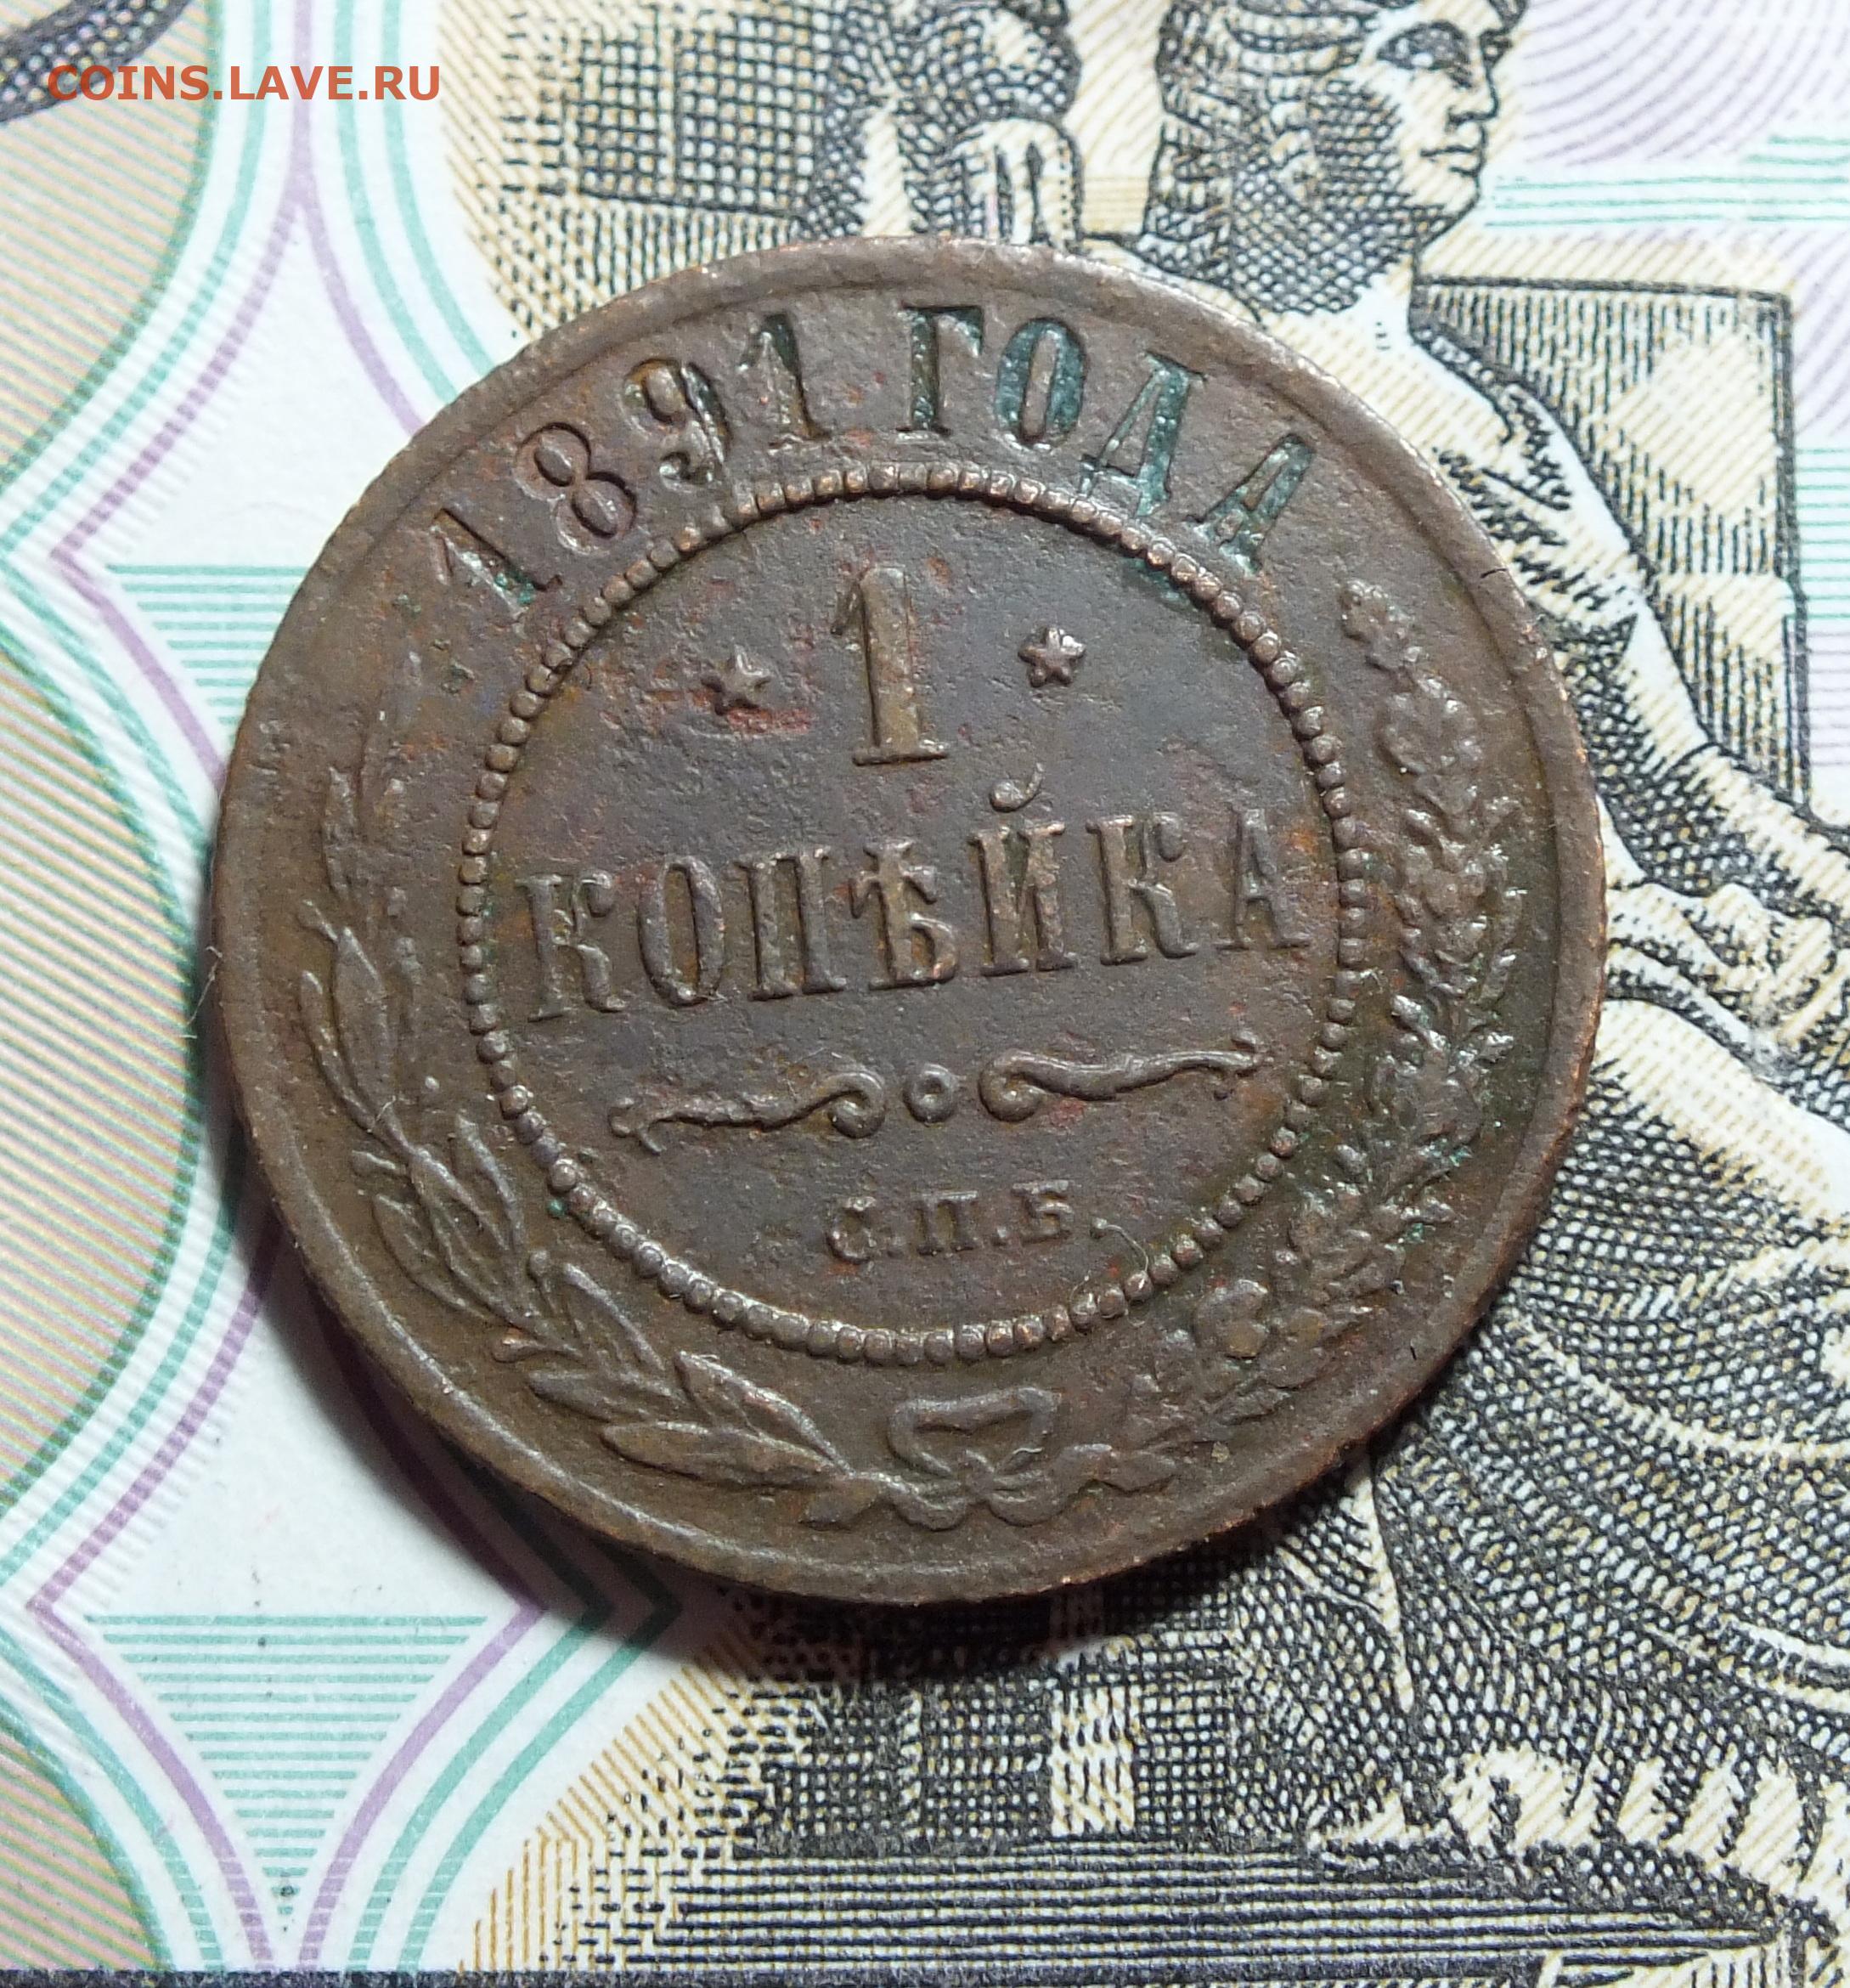 COINS.LAVE.RU
1891 ГОДА
1
КОПѢЙКА
С.П.Б.